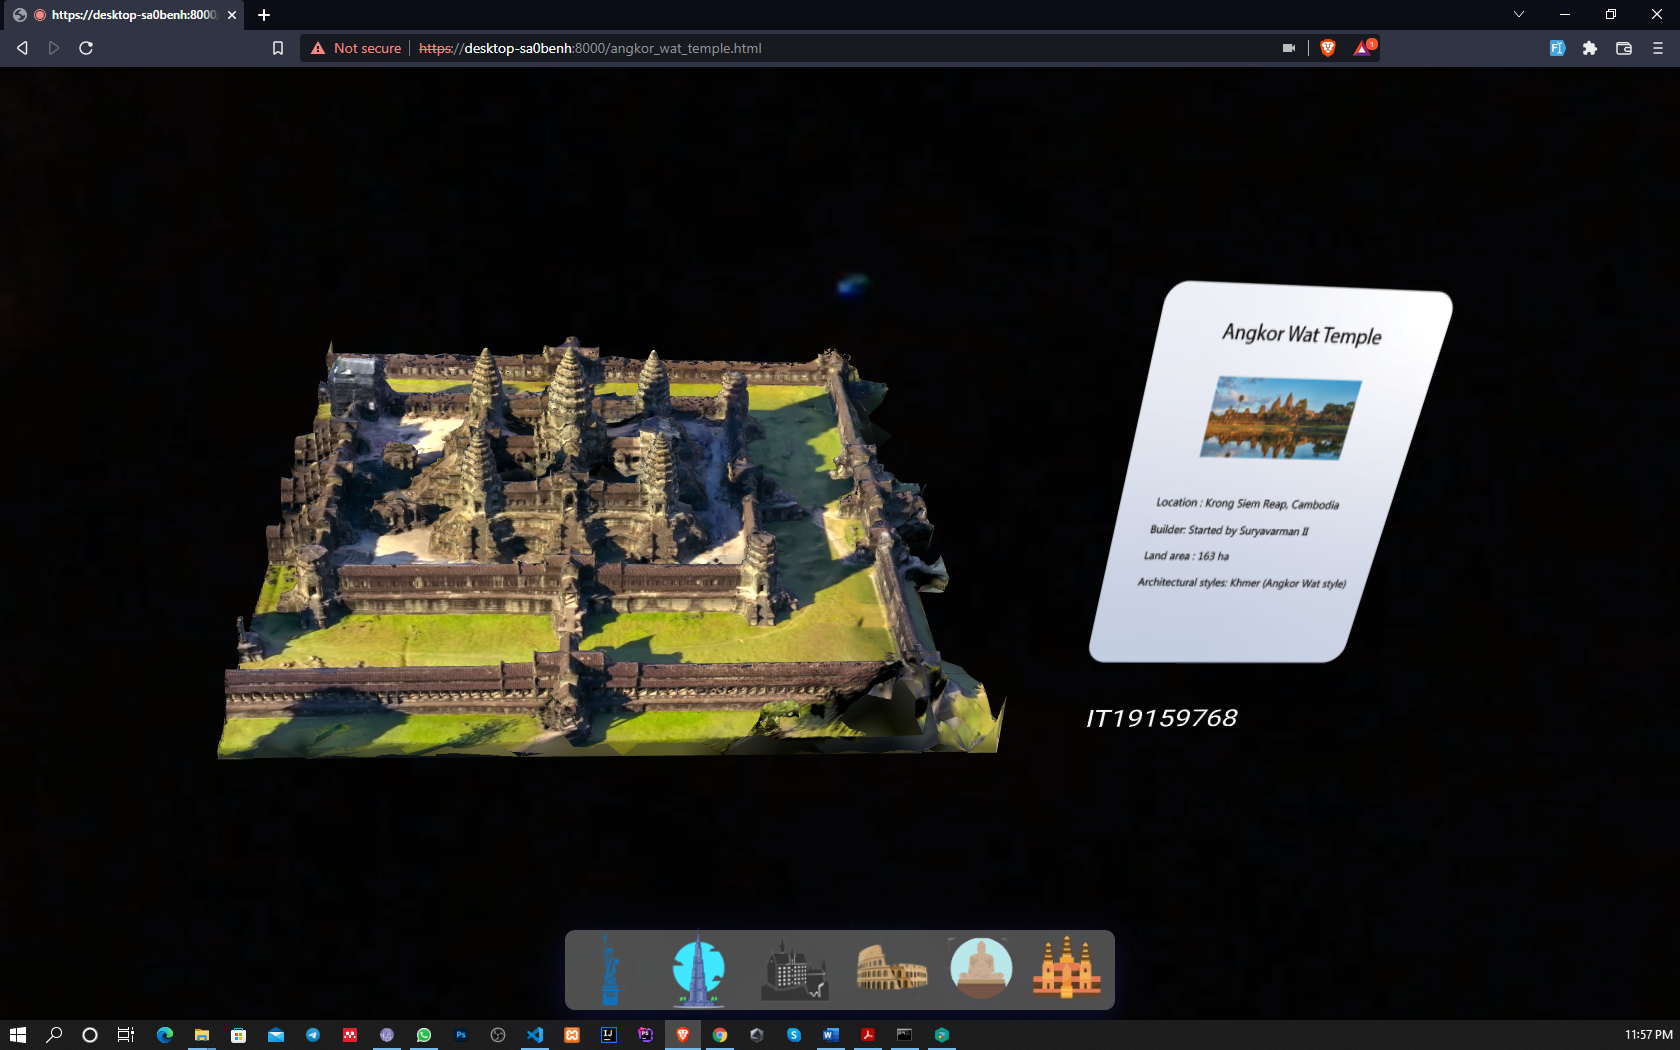 https://desktop-sa0benh:8000/
Not secure
https://desktop-sa0benh:8000/angkor_wat_temple.html
1
Angkor Wat Temple
Location : Krong Siem Reap, Cambodia
Builder: Started by Suryavarman II
Land area : 163 ha
Architectural styles: Khmer (Angkor Wat style)
IT19159768
11:57 PM